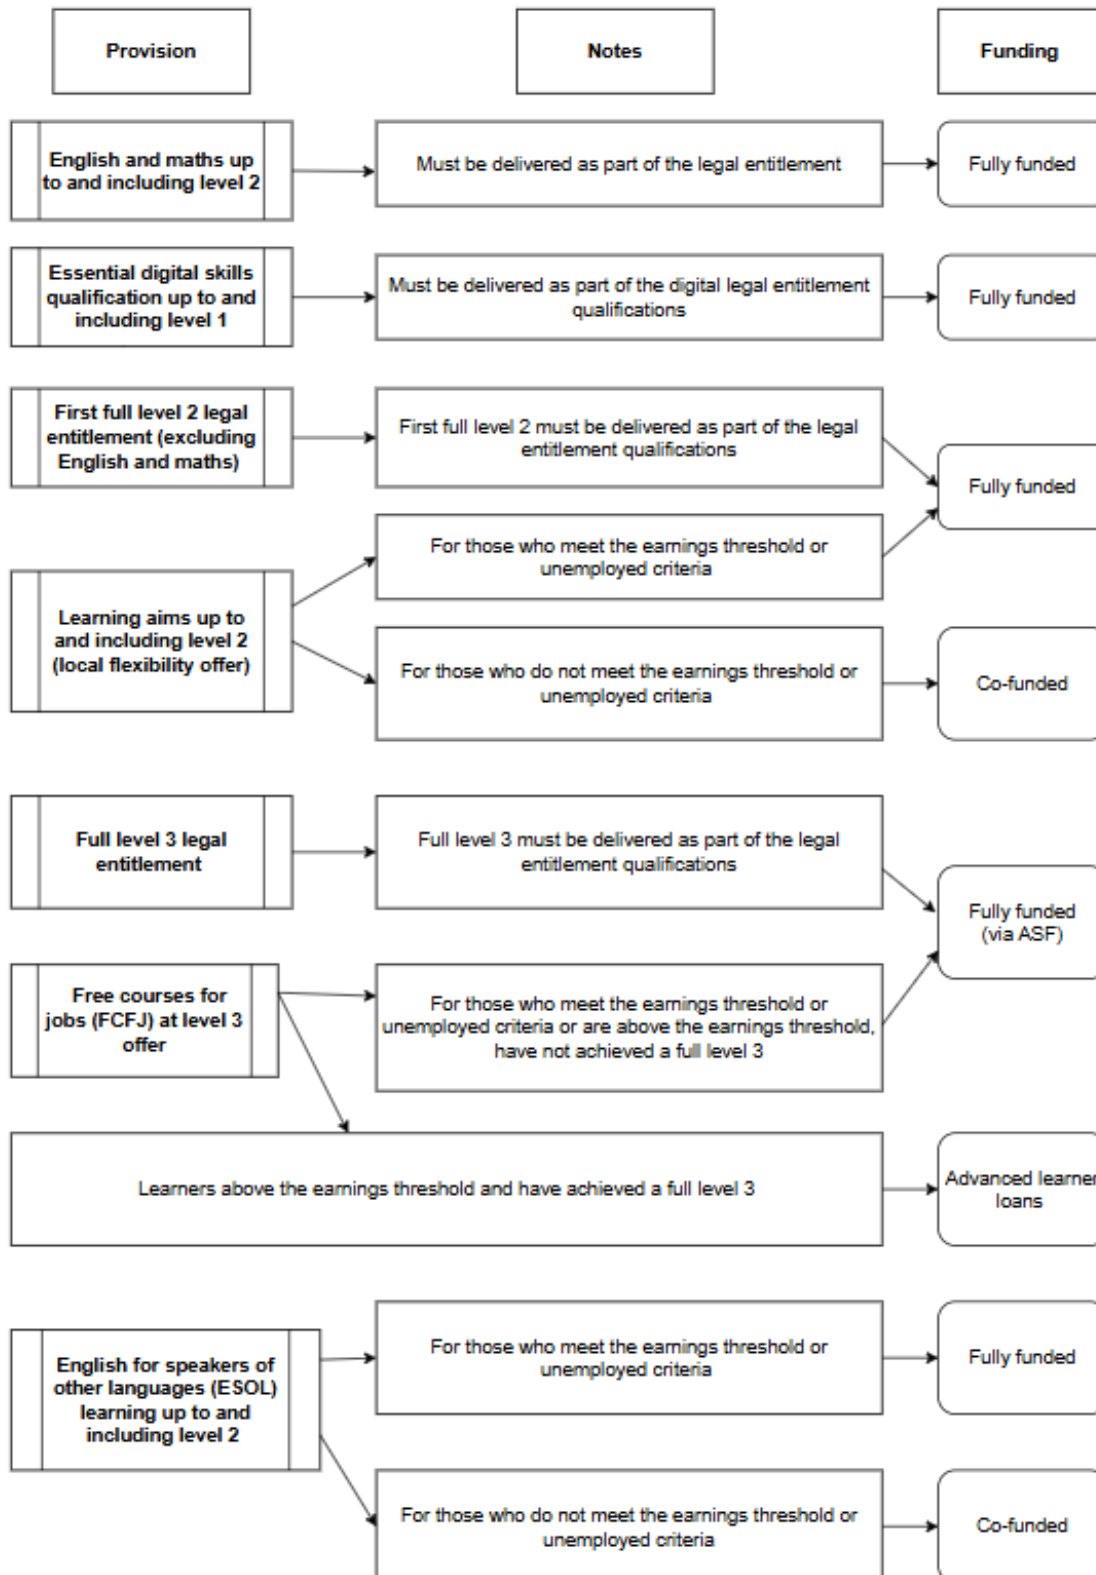 Provision
Notes
Funding
English and maths up
to and including level 2
Must be delivered as part of the legal entitlement
Fully funded
Essential digital skills
qualification up to and
including level 1
Must be delivered as part of the digital legal entitlement
qualifications
Fully funded
First full level 2 legal
entitlement (excluding
English and maths)
First full level 2 must be delivered as part of the legal
entitlement qualifications
Fully funded
Learning aims up to
and including level 2
(local flexibility offer)
For those who meet the earnings threshold or
unemployed criteria
For those who do not meet the earnings threshold or
unemployed criteria
Co-funded
Full level 3 legal
entitlement
Full level 3 must be delivered as part of the legal
entitlement qualifications
Fully funded
(via ASF)
Free courses for
jobs (FCFJ) at level 3
offer
For those who meet the earnings threshold or
unemployed criteria or are above the earnings threshold,
have not achieved a full level 3
Learners above the earnings threshold and have achieved a full level 3
Advanced learner
loans
English for speakers of
other languages (ESOL)
learning up to and
including level 2
For those who meet the earnings threshold or
unemployed criteria
Fully funded
For those who do not meet the earnings threshold or
unemployed criteria
Co-funded